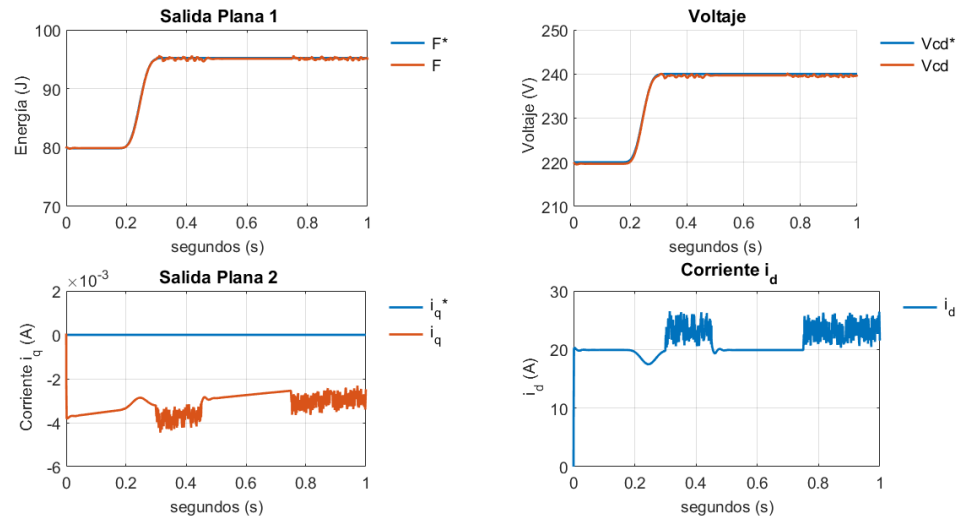 Salida Plana 1
Energía (J)
100
90
80
70
0 0.2 0.4 0.6 0.8 1
segundos (s)
F*
F
Voltaje
Voltaje (V)
250
240
230
220
210
0 0.2 0.4 0.6 0.8 1
segundos (s)
Vcd*
Vcd
Salida Plana 2
×10⁻³
Corriente i_q (A)
2
0
-2
-4
-6
0 0.2 0.4 0.6 0.8 1
segundos (s)
i_q*
i_q
Corriente i_d
i_d (A)
30
20
10
0
0 0.2 0.4 0.6 0.8 1
segundos (s)
i_d